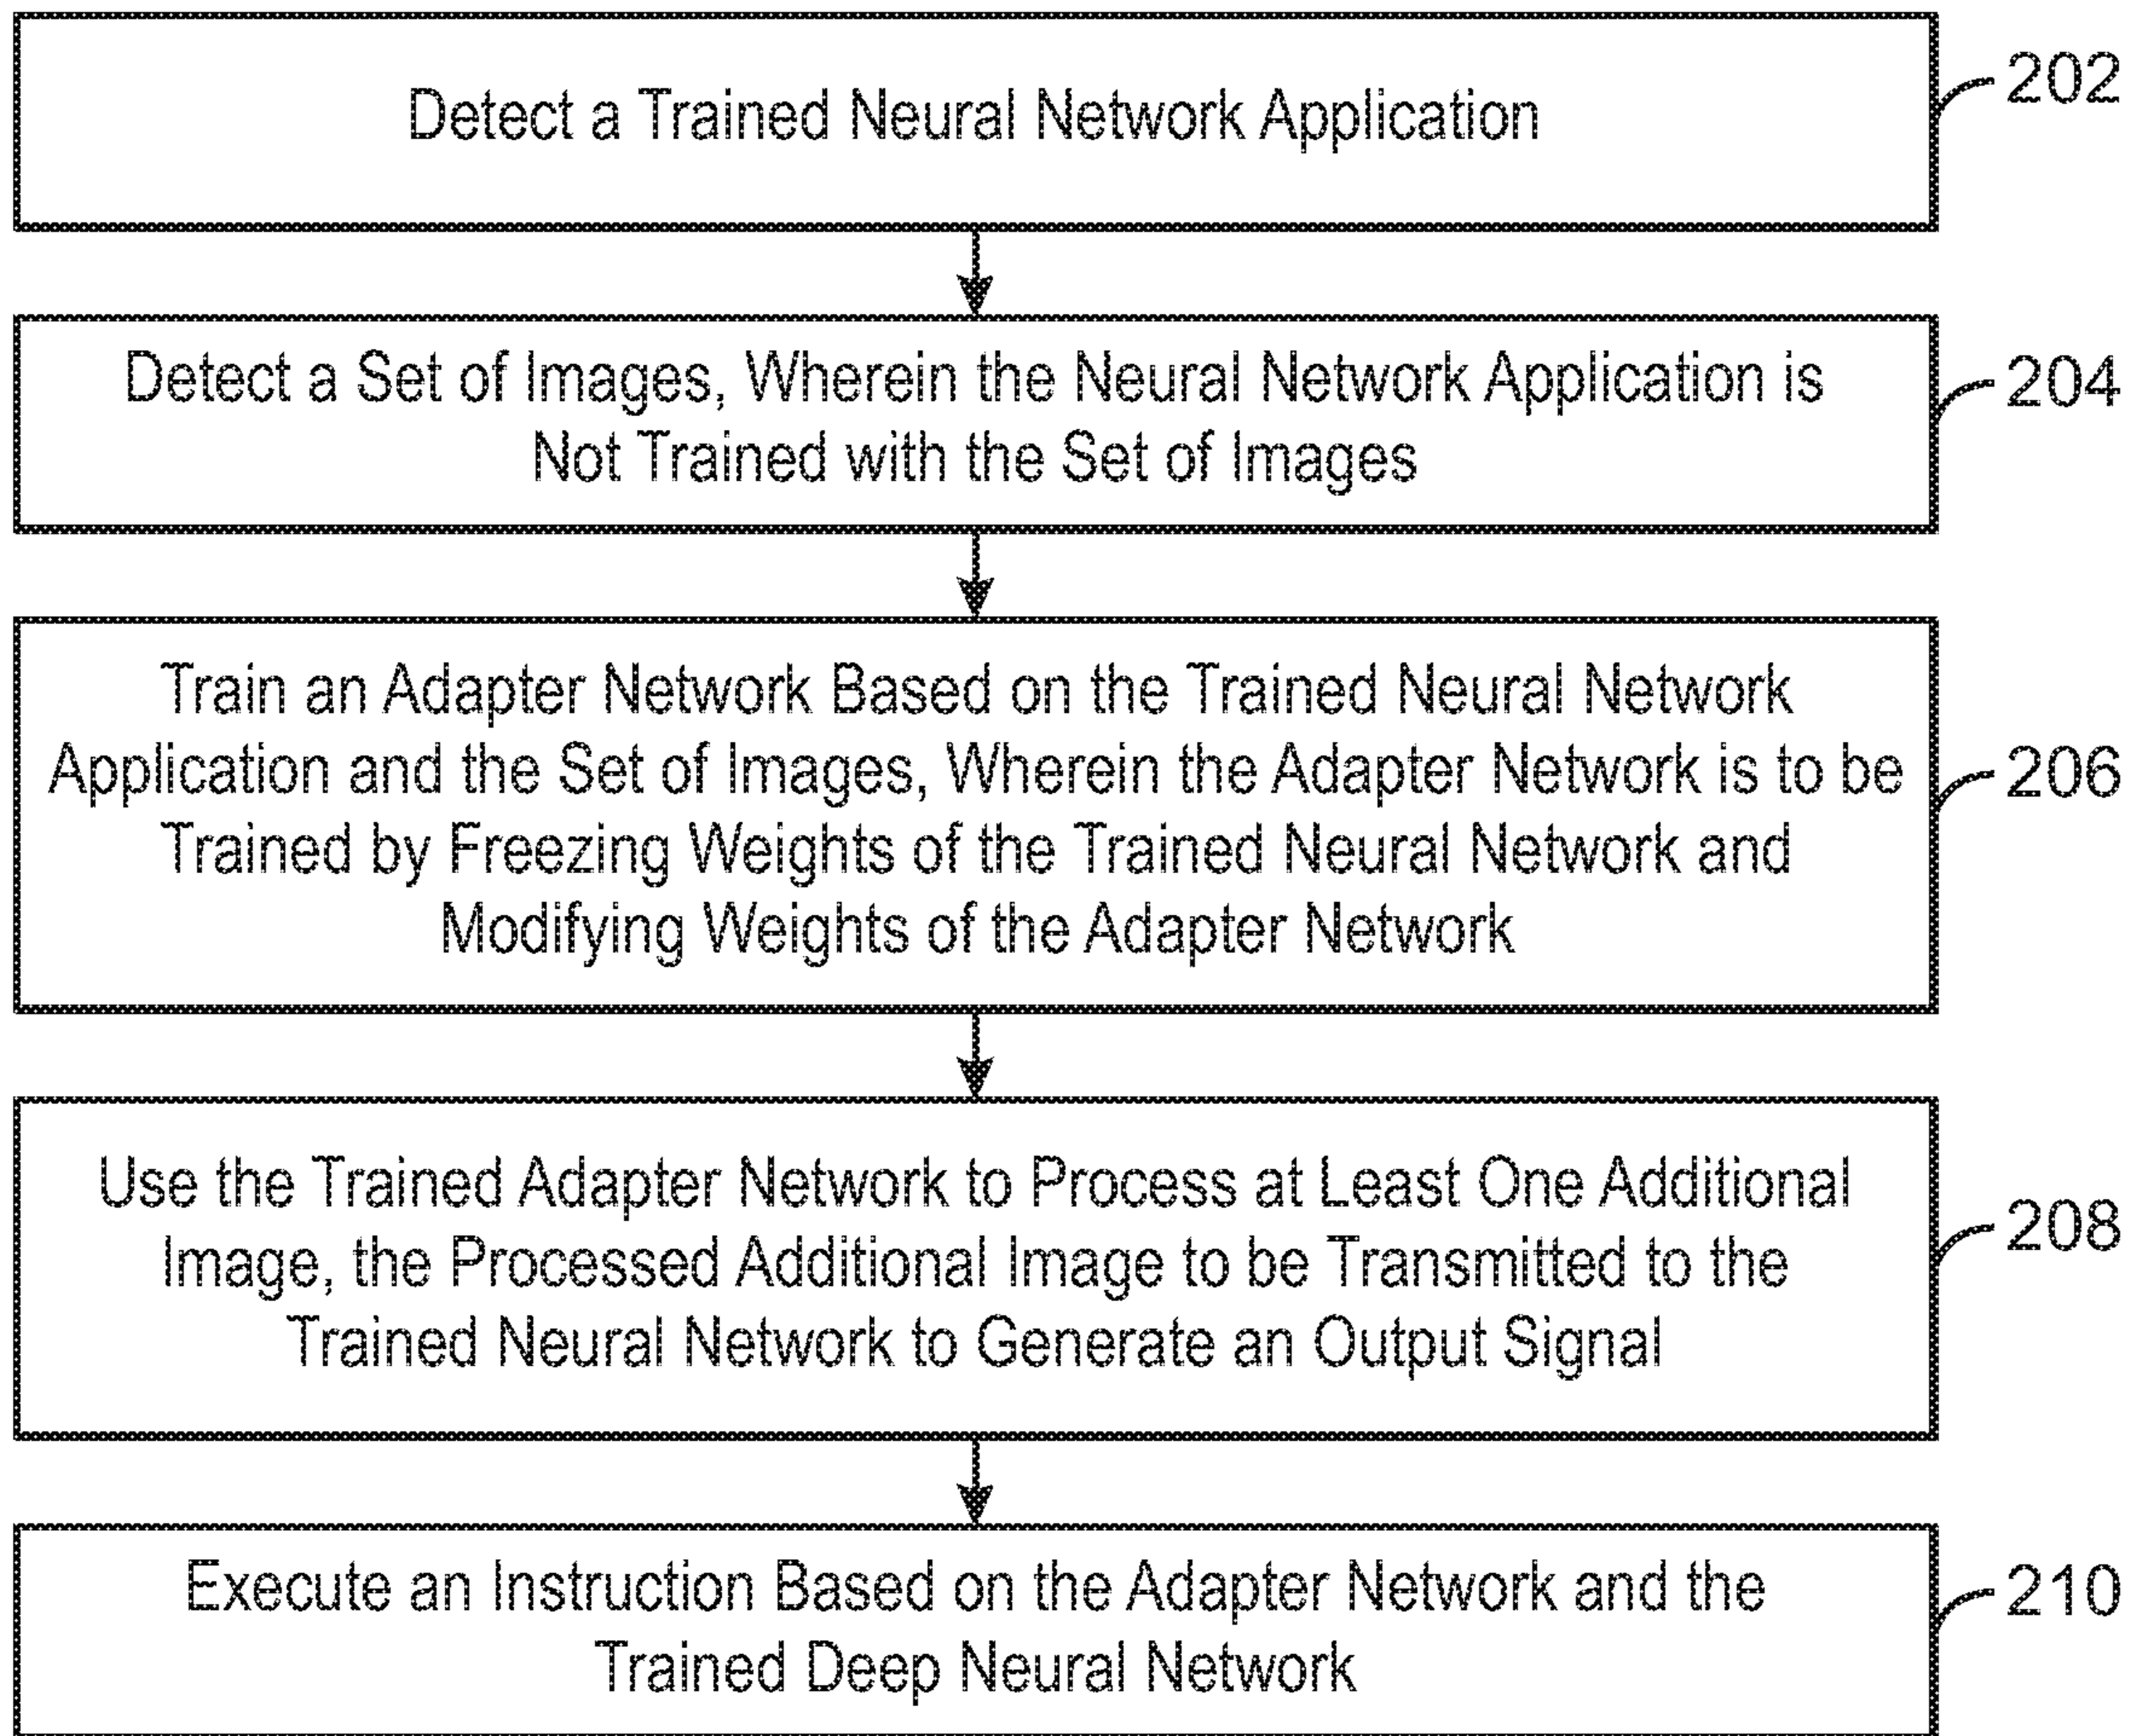 Detect a Trained Neural Network Application
202
Detect a Set of Images, Wherein the Neural Network Application is
Not Trained with the Set of Images
204
Train an Adapter Network Based on the Trained Neural Network
Application and the Set of Images, Wherein the Adapter Network is to be
Trained by Freezing Weights of the Trained Neural Network and
Modifying Weights of the Adapter Network
206
Use the Trained Adapter Network to Process at Least One Additional
Image, the Processed Additional Image to be Transmitted to the
Trained Neural Network to Generate an Output Signal
208
Execute an Instruction Based on the Adapter Network and the
Trained Deep Neural Network
210